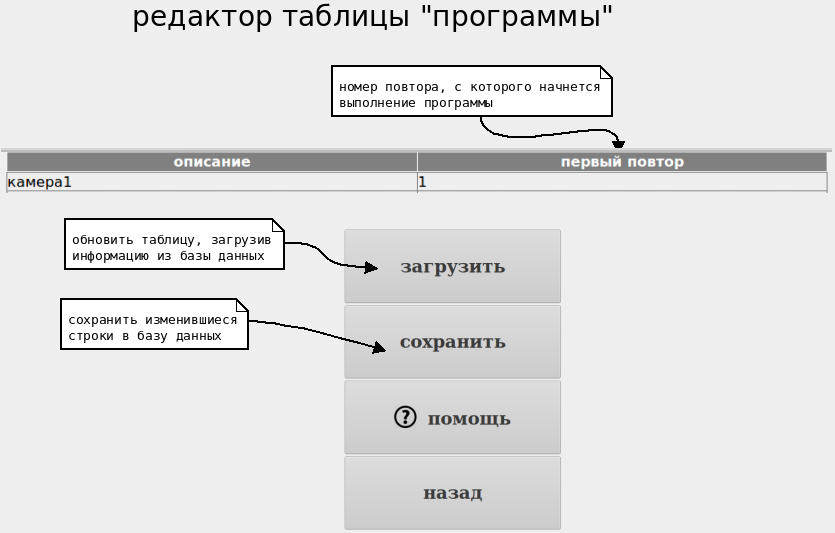 редактор таблицы "программы"
номер повтора, с которого начнется
выполнение программы
описание
первый повтор
камера1
1
обновить таблицу, загрузив
информацию из базы данных
загрузить
сохранить изменившиеся
строки в базу данных
сохранить
? помощь
назад